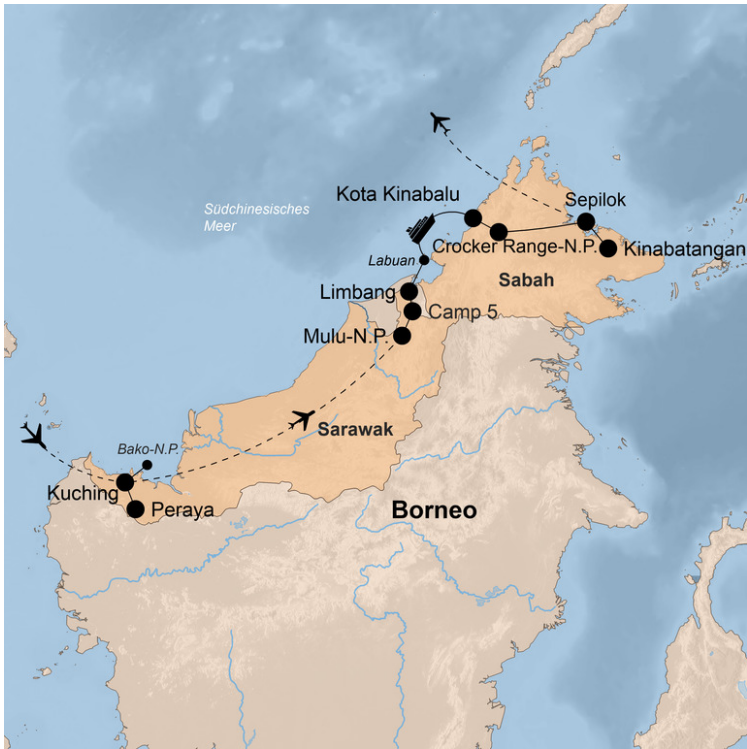 Kota Kinabalu
Sepilok
Südchinesisches
Meer
Crocker Range-N.P.
Kinabatangan
Labuan
Sabah
Limbang
Camp 5
Mulu-N.P.
Sarawak
Bako-N.P.
Kuching
Peraya
Borneo